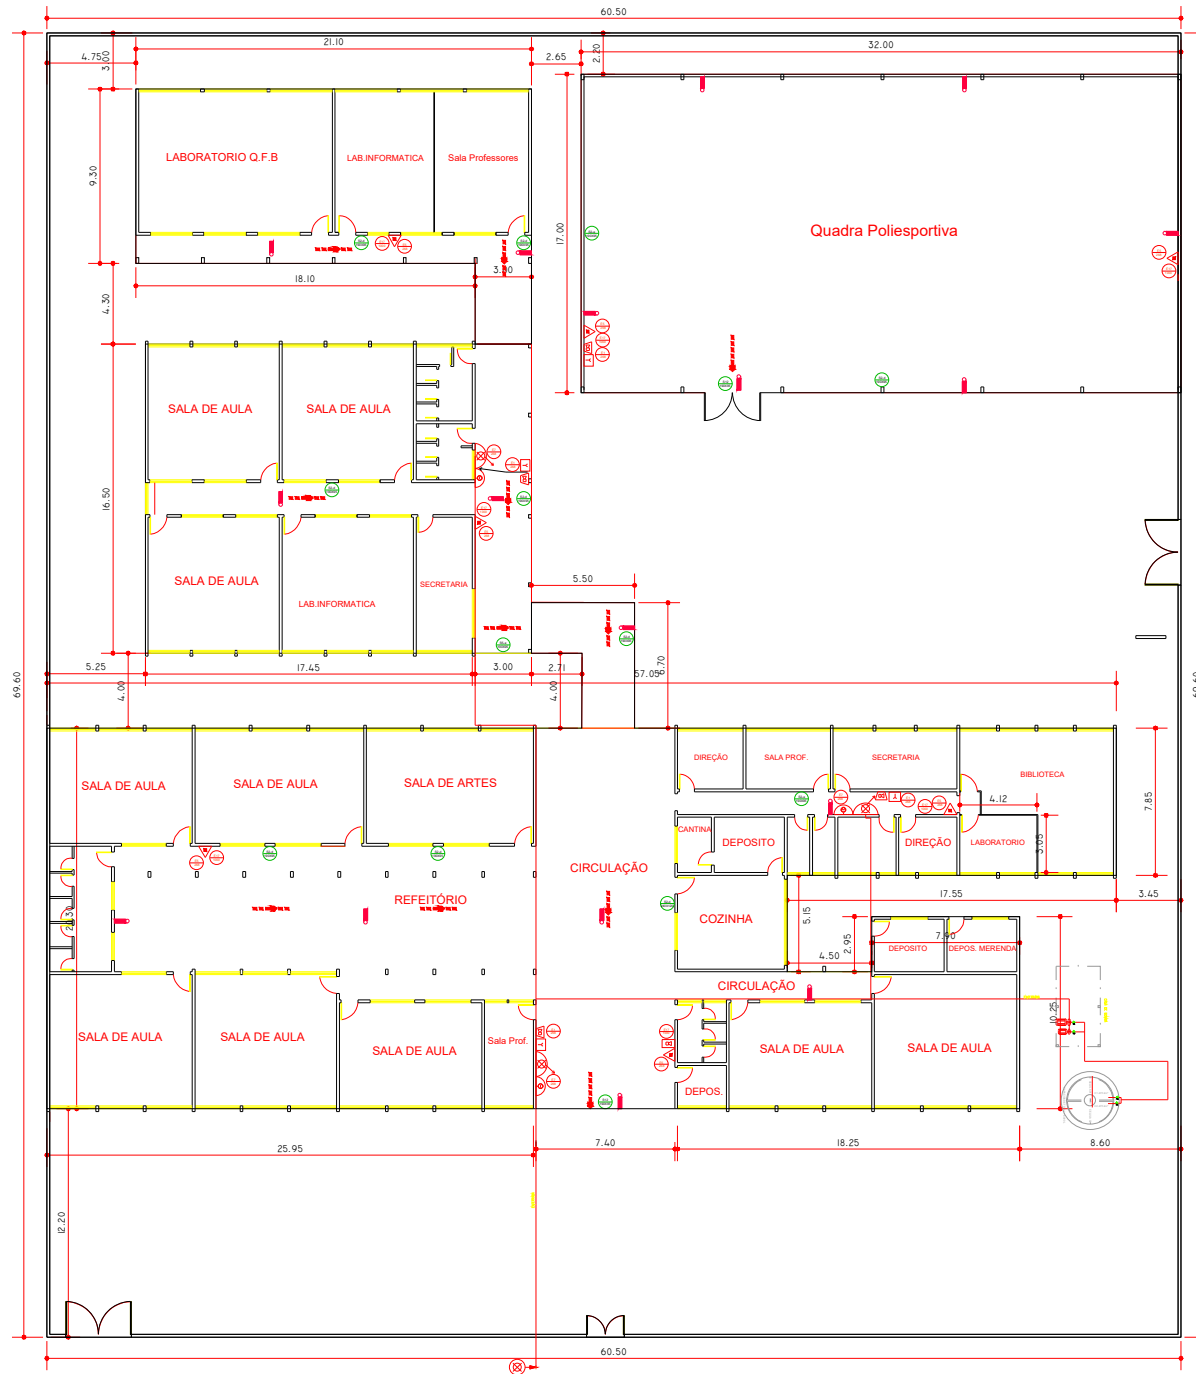 60.50
21.10
32.00
4.75
3.00
2.65
2.20
LABORATORIO Q.F.B
LAB.INFORMATICA
Sala Professores
9.30
17.00
Quadra Poliesportiva
3.00
18.10
4.30
SALA DE AULA
SALA DE AULA
16.50
SALA DE AULA
LAB.INFORMATICA
SECRETARIA
5.50
5.25
17.45
3.00
2.71
57.05
6.70
4.00
4.00
69.60
69.60
SALA DE AULA
SALA DE AULA
SALA DE ARTES
DIREÇÃO
SALA PROF.
SECRETARIA
BIBLIOTECA
4.12
7.85
CANTINA
DEPOSITO
DIREÇÃO
LABORATORIO
3.05
CIRCULAÇÃO
REFEITÓRIO
COZINHA
5.15
17.55
3.45
2.95
7.90
DEPOSITO
DEPOS. MERENDA
4.50
CIRCULAÇÃO
10.25
SALA DE AULA
SALA DE AULA
SALA DE AULA
Sala Prof.
SALA DE AULA
SALA DE AULA
DEPOS.
25.95
7.40
18.25
8.60
12.20
60.50